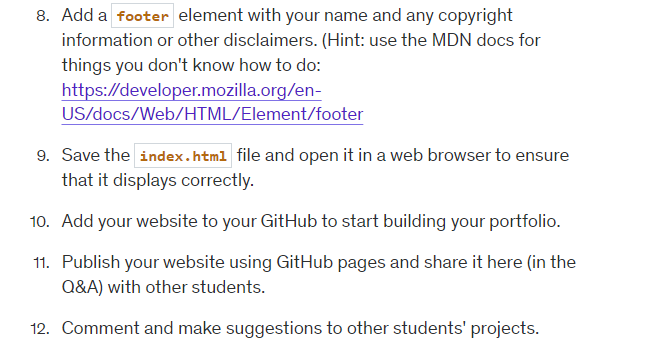 8. Add a footer element with your name and any copyright
information or other disclaimers. (Hint: use the MDN docs for
things you don't know how to do:
https://developer.mozilla.org/en-
US/docs/Web/HTML/Element/footer
9. Save the index.html file and open it in a web browser to ensure
that it displays correctly.
10. Add your website to your GitHub to start building your portfolio.
11. Publish your website using GitHub pages and share it here (in the
Q&A) with other students.
12. Comment and make suggestions to other students' projects.